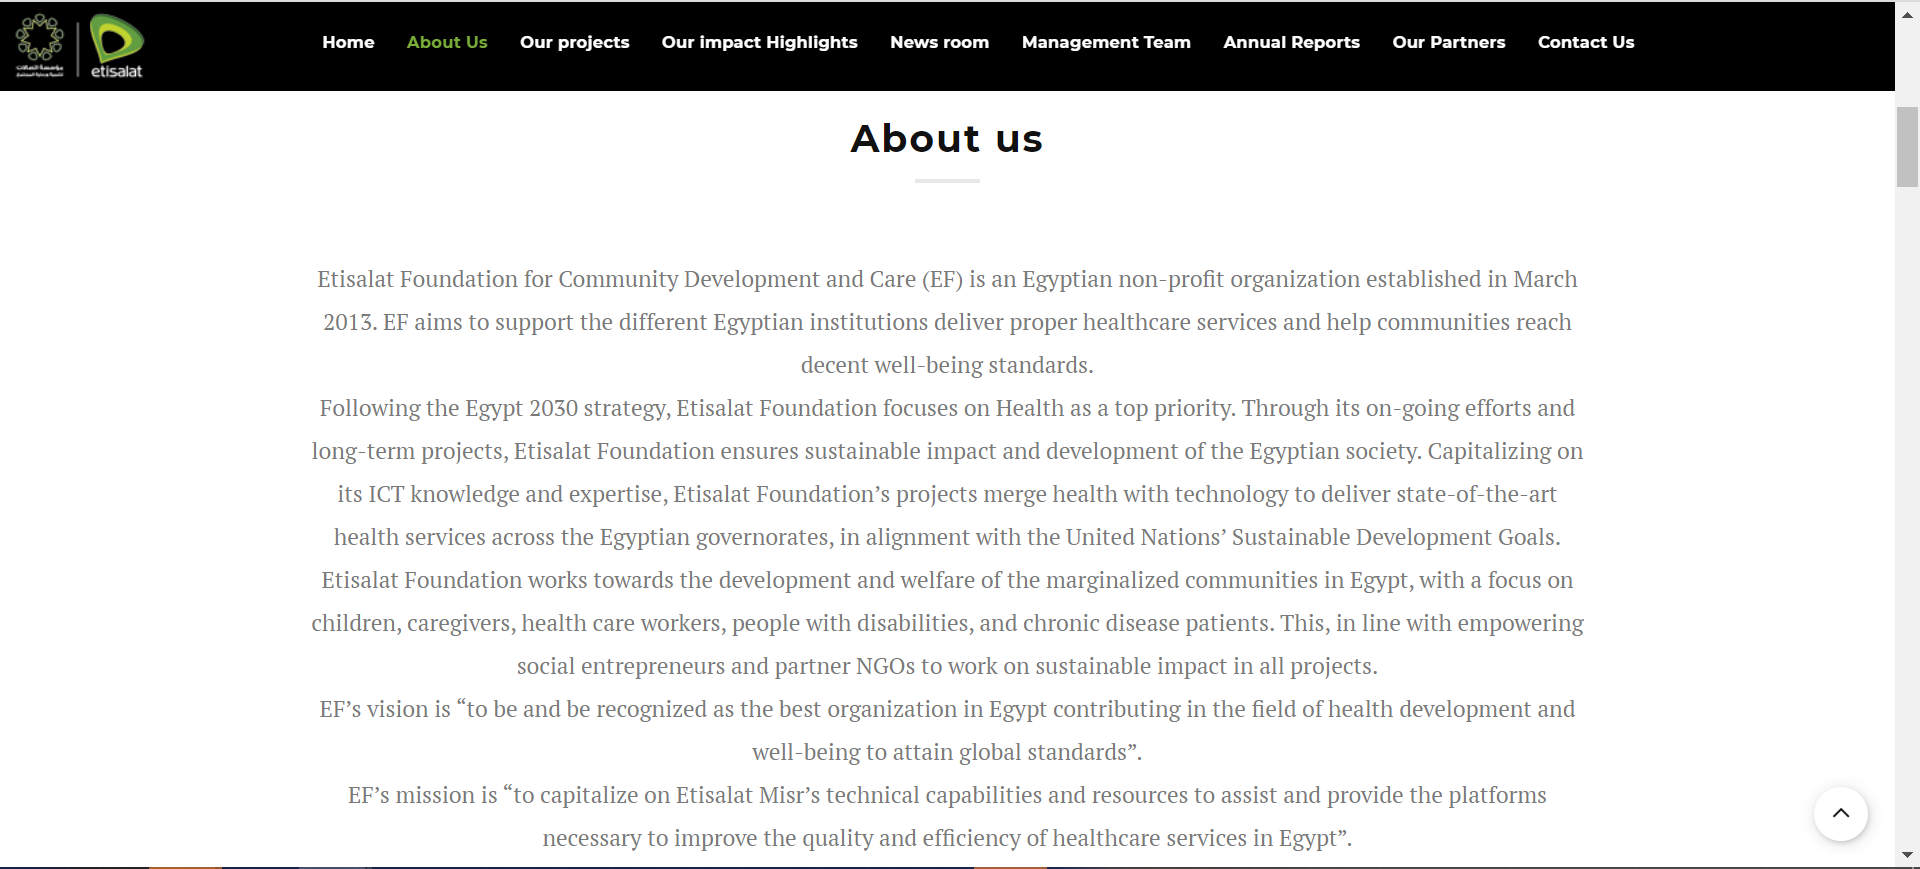 etisalat
Home About Us Our projects Our impact Highlights News room Management Team Annual Reports Our Partners Contact Us
About us
Etisalat Foundation for Community Development and Care (EF) is an Egyptian non-profit organization established in March
2013. EF aims to support the different Egyptian institutions deliver proper healthcare services and help communities reach
decent well-being standards.
Following the Egypt 2030 strategy, Etisalat Foundation focuses on Health as a top priority. Through its on-going efforts and
long-term projects, Etisalat Foundation ensures sustainable impact and development of the Egyptian society. Capitalizing on
its ICT knowledge and expertise, Etisalat Foundation’s projects merge health with technology to deliver state-of-the-art
health services across the Egyptian governorates, in alignment with the United Nations’ Sustainable Development Goals.
Etisalat Foundation works towards the development and welfare of the marginalized communities in Egypt, with a focus on
children, caregivers, health care workers, people with disabilities, and chronic disease patients. This, in line with empowering
social entrepreneurs and partner NGOs to work on sustainable impact in all projects.
EF’s vision is “to be and be recognized as the best organization in Egypt contributing in the field of health development and
well-being to attain global standards”.
EF’s mission is “to capitalize on Etisalat Misr’s technical capabilities and resources to assist and provide the platforms
necessary to improve the quality and efficiency of healthcare services in Egypt”.